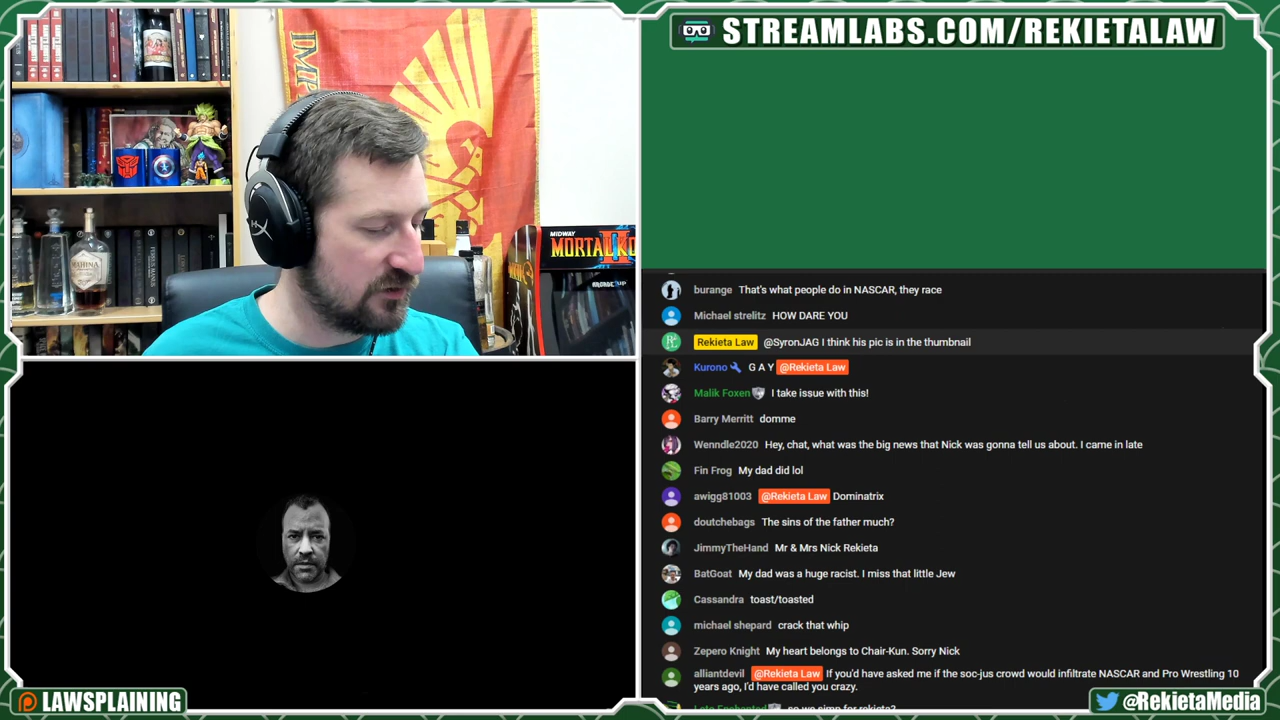 STREAMLABS.COM/REKIETALAW
MIDWAY
MORTAL KO
II
ARCADE1UP
MAHINA
burange That's what people do in NASCAR, they race
Michael strelitz HOW DARE YOU
Rekieta Law @SyronJAG I think his pic is in the thumbnail
Kurono G A Y @Rekieta Law
Malik Foxen I take issue with this!
Barry Merritt domme
Wenndle2020 Hey, chat, what was the big news that Nick was gonna tell us about. I came in late
Fin Frog My dad did lol
awigg81003 @Rekieta Law Dominatrix
doutchebags The sins of the father much?
JimmyTheHand Mr & Mrs Nick Rekieta
BatGoat My dad was a huge racist. I miss that little Jew
Cassandra toast/toasted
michael shepard crack that whip
Zepero Knight My heart belongs to Chair-Kun. Sorry Nick
alliantdevil @Rekieta Law If you'd have asked me if the soc-jus crowd would infiltrate NASCAR and Pro Wrestling 10
years ago, I'd have called you crazy.
LAWSPLAINING
@RekietaMedia